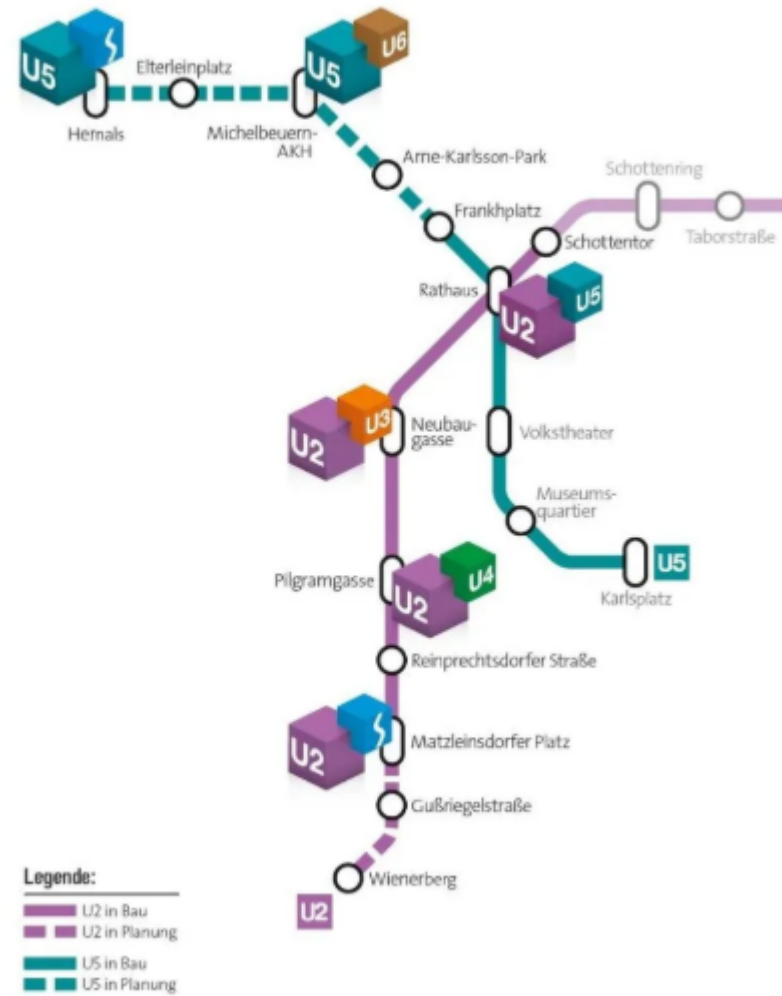 U5
U6
U5
Elterleinplatz
Hernals
Michelbeuern-
AKH
Arne-Karlsson-Park
Schottenring
Frankhplatz
Schottentor
Taborstraße
Rathaus
U5
U2
U3
U2
Neubau-
gasse
Volkstheater
Museums-
quartier
U5
Karlsplatz
Pilgramgasse
U4
U2
Reinprechtsdorfer Straße
U2
Matzleinsdorfer Platz
Gußriegelstraße
Wienerberg
U2
Legende:
U2 in Bau
U2 in Planung
U5 in Bau
U5 in Planung